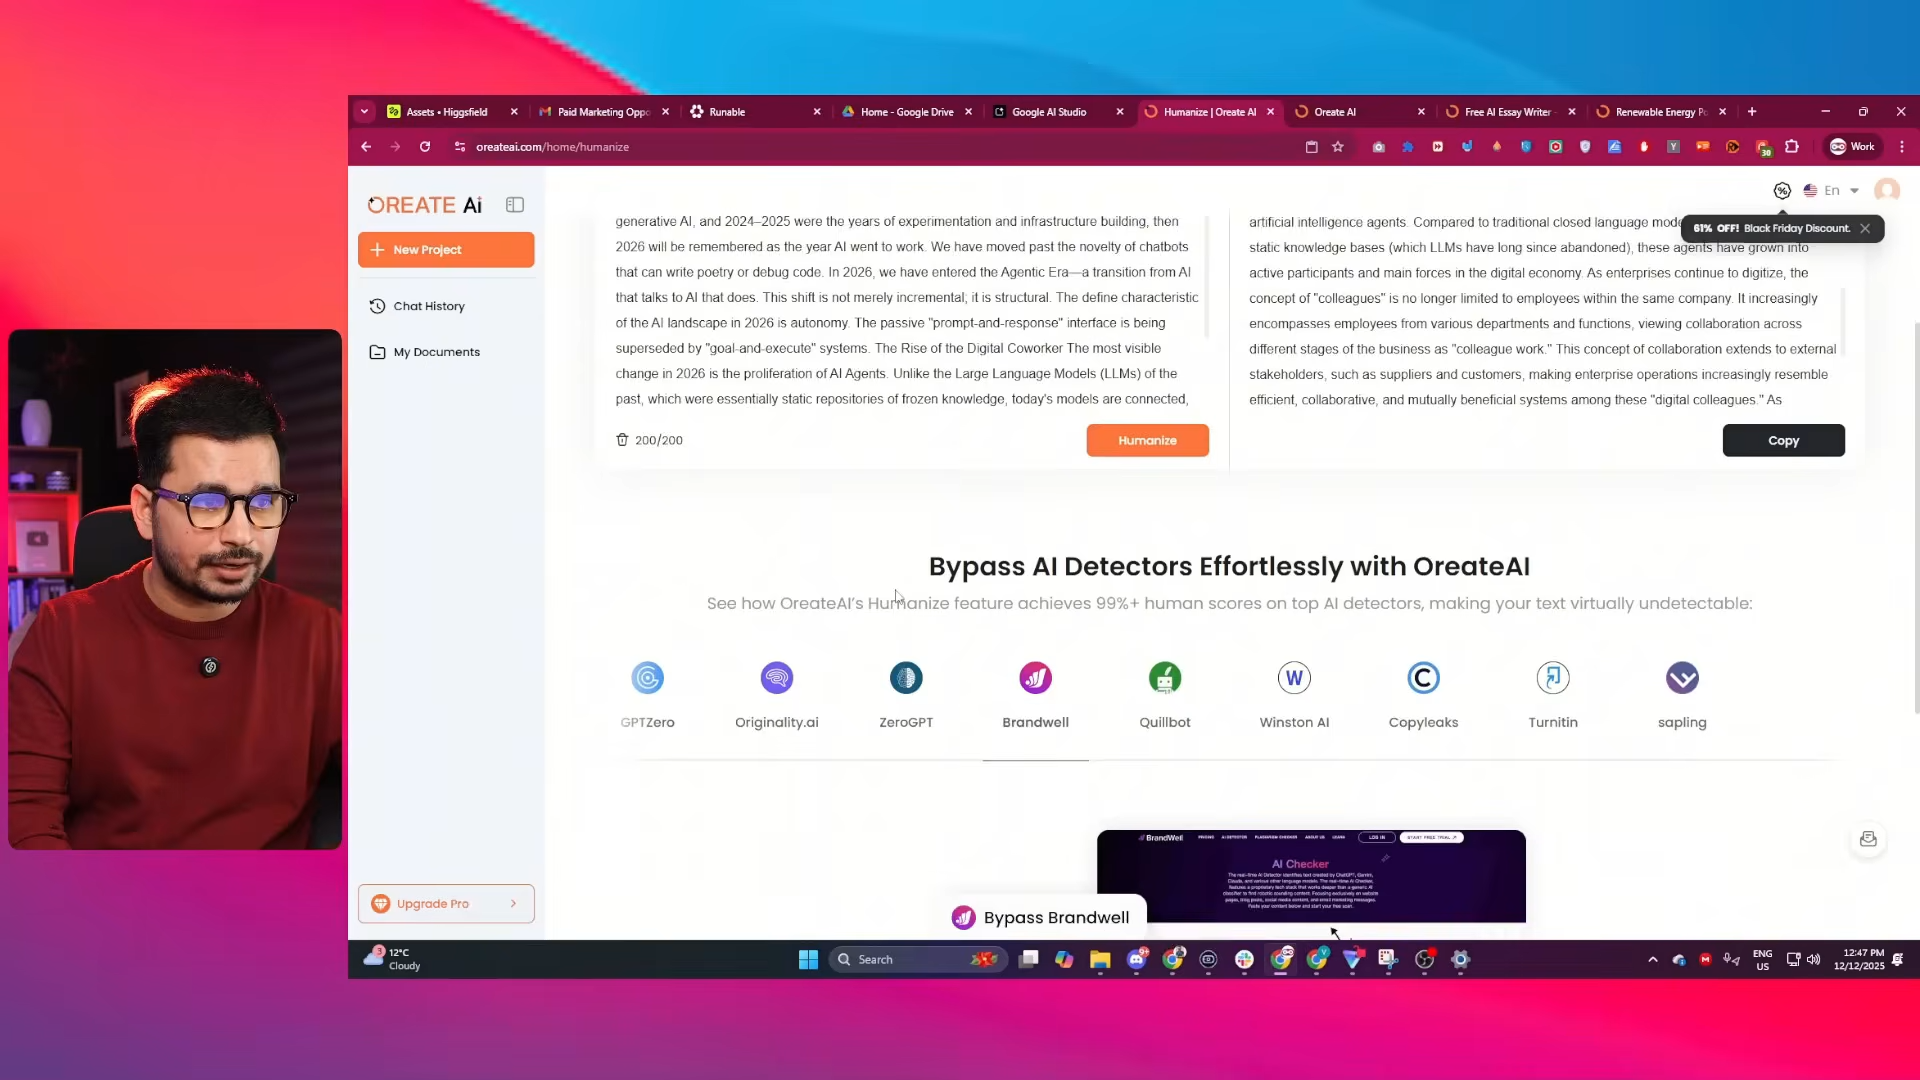 Assets • Higgsfield
Paid Marketing Oppo
Runable
Home - Google Drive
Google AI Studio
Humanize | Oreate AI
Create AI
Free AI Essay Writer -
Renewable Energy Po
oreateai.com/home/humanize
30
Work
OREATE Ai
En
61% OFF! Black Friday Discount.
New Project
Chat History
My Documents
Upgrade Pro
generative AI, and 2024–2025 were the years of experimentation and infrastructure building, then
2026 will be remembered as the year AI went to work. We have moved past the novelty of chatbots
that can write poetry or debug code. In 2026, we have entered the Agentic Era—a transition from AI
that talks to AI that does. This shift is not merely incremental; it is structural. The define characteristic
of the AI landscape in 2026 is autonomy. The passive "prompt-and-response" interface is being
superseded by "goal-and-execute" systems. The Rise of the Digital Coworker The most visible
change in 2026 is the proliferation of AI Agents. Unlike the Large Language Models (LLMs) of the
past, which were essentially static repositories of frozen knowledge, today's models are connected,
200/200
Humanize
artificial intelligence agents. Compared to traditional closed language mode
static knowledge bases (which LLMs have long since abandoned), these agents have grown into
active participants and main forces in the digital economy. As enterprises continue to digitize, the
concept of "colleagues" is no longer limited to employees within the same company. It increasingly
encompasses employees from various departments and functions, viewing collaboration across
different stages of the business as "colleague work." This concept of collaboration extends to external
stakeholders, such as suppliers and customers, making enterprise operations increasingly resemble
efficient, collaborative, and mutually beneficial systems among these "digital colleagues." As
Copy
Bypass AI Detectors Effortlessly with OreateAI
See how OreateAI's Humanize feature achieves 99%+ human scores on top AI detectors, making your text virtually undetectable:
GPTZero
Originality.ai
ZeroGPT
Brandwell
Quillbot
Winston AI
Copyleaks
Turnitin
sapling
BrandWell
PRICING AI DETECTOR PLAGIARISM CHECKER ABOUT US LEARN LOG IN START FREE TRIAL
AI Checker
Bypass Brandwell
3
12°C
Cloudy
Search
ENG
US
12:47 PM
12/12/2025